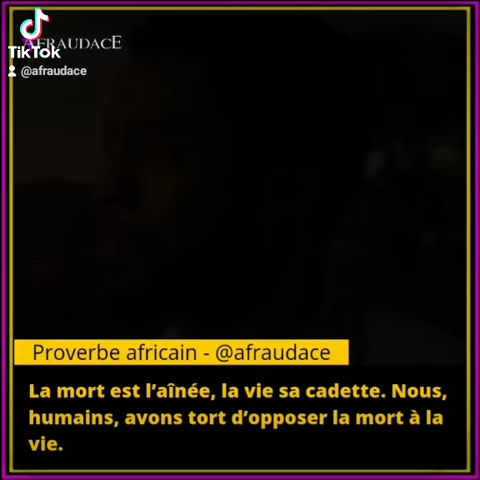 AFRAUDACE
TikTok
@afraudace
Proverbe africain - @afraudace
La mort est l’aînée, la vie sa cadette. Nous,
humains, avons tort d’opposer la mort à la
vie.